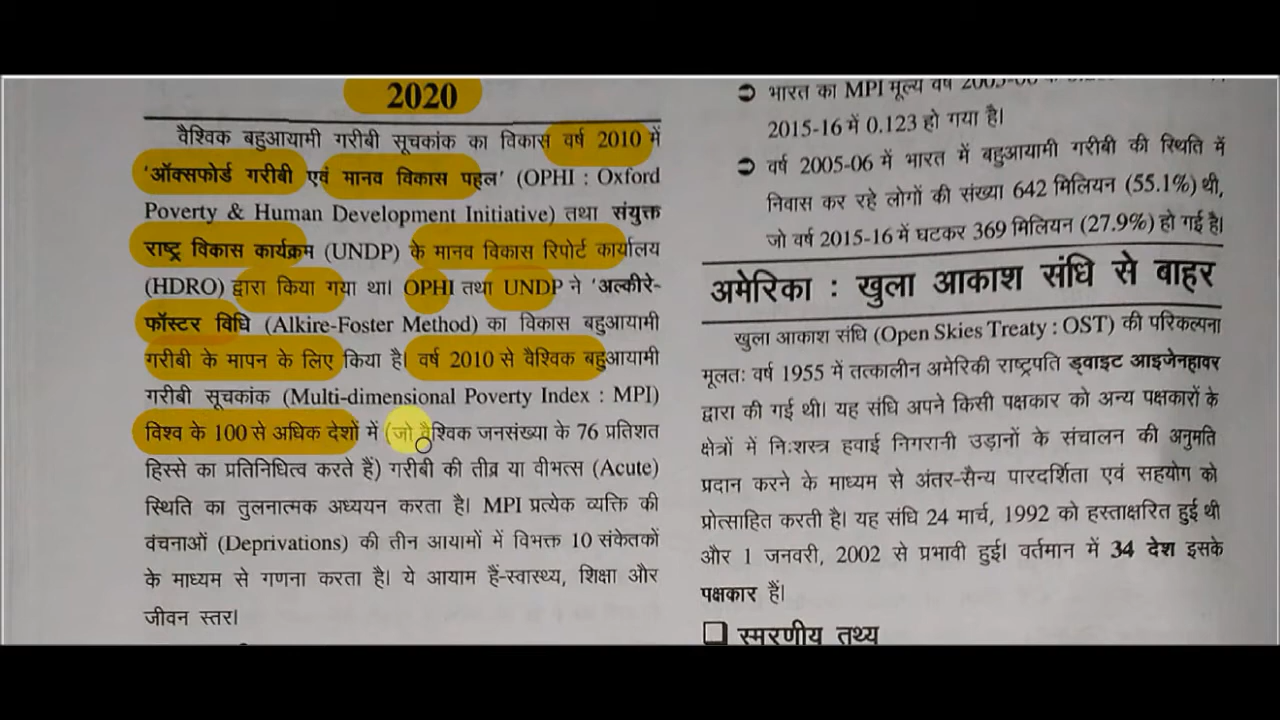 2020
वैश्विक बहुआयामी गरीबी सूचकांक का विकास वर्ष 2010 में
'ऑक्सफोर्ड गरीबी एवं मानव विकास पहल' (OPHI : Oxford
Poverty & Human Development Initiative) तथा संयुक्त
राष्ट्र विकास कार्यक्रम (UNDP) के मानव विकास रिपोर्ट कार्यालय
(HDRO) द्वारा किया गया था। OPHI तथा UNDP ने 'अल्कीरे-
फॉस्टर विधि (Alkire-Foster Method) का विकास बहुआयामी
गरीबी के मापन के लिए किया है। वर्ष 2010 से वैश्विक बहुआयामी
गरीबी सूचकांक (Multi-dimensional Poverty Index : MPI)
विश्व के 100 से अधिक देशों में (जो वैश्विक जनसंख्या के 76 प्रतिशत
हिस्से का प्रतिनिधित्व करते हैं) गरीबी की तीव्र या वीभत्स (Acute)
स्थिति का तुलनात्मक अध्ययन करता है। MPI प्रत्येक व्यक्ति की
वंचनाओं (Deprivations) की तीन आयामों में विभक्त 10 संकेतकों
के माध्यम से गणना करता है। ये आयाम हैं-स्वास्थ्य, शिक्षा और
जीवन स्तर।
भारत का MPI मूल्य वर्ष 2005-06 के
2015-16 में 0.123 हो गया है।
वर्ष 2005-06 में भारत में बहुआयामी गरीबी की स्थिति में
निवास कर रहे लोगों की संख्या 642 मिलियन (55.1%) थी,
जो वर्ष 2015-16 में घटकर 369 मिलियन (27.9%) हो गई है।
अमेरिका : खुला आकाश संधि से बाहर
खुला आकाश संधि (Open Skies Treaty : OST) की परिकल्पना
मूलतः वर्ष 1955 में तत्कालीन अमेरिकी राष्ट्रपति ड्वाइट आइजेनहावर
द्वारा की गई थी। यह संधि अपने किसी पक्षकार को अन्य पक्षकारों के
क्षेत्रों में निःशस्त्र हवाई निगरानी उड़ानों के संचालन की अनुमति
प्रदान करने के माध्यम से अंतर-सैन्य पारदर्शिता एवं सहयोग को
प्रोत्साहित करती है। यह संधि 24 मार्च, 1992 को हस्ताक्षरित हुई थी
और 1 जनवरी, 2002 से प्रभावी हुई। वर्तमान में 34 देश इसके
पक्षकार हैं।
स्मरणीय तथ्य